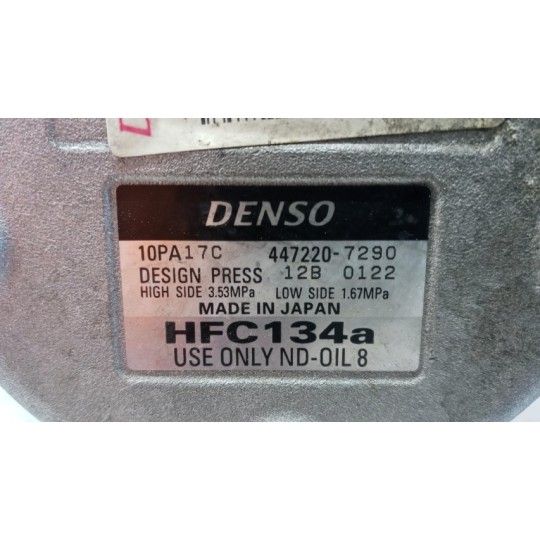 DENSO
10PA17C 447220-7290
DESIGN PRESS 12B 0122
HIGH SIDE 3.53MPa LOW SIDE 1.67MPa
MADE IN JAPAN
HFC134a
USE ONLY ND-OIL 8